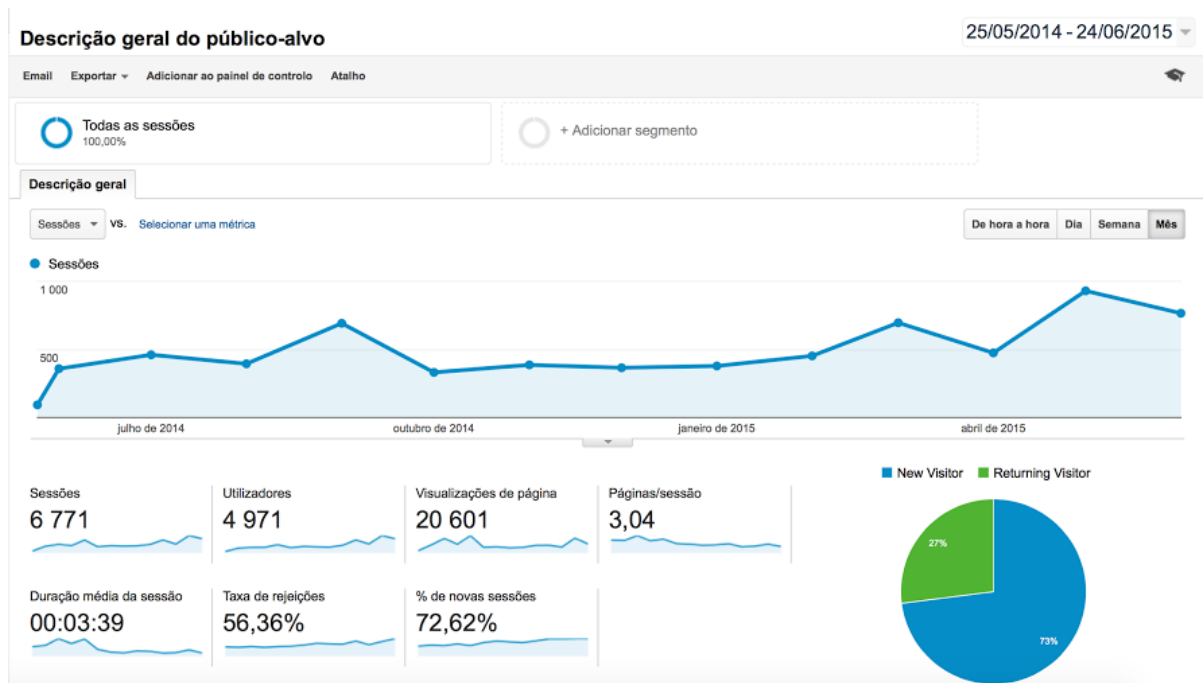 Descrição geral do público-alvo
25/05/2014 - 24/06/2015
Email Exportar Adicionar ao painel de controlo Atalho
Todas as sessões
100,00%
+ Adicionar segmento
Descrição geral
Sessões VS. Selecionar uma métrica
De hora a hora Dia Semana Mês
Sessões
1 000
500
julho de 2014 outubro de 2014 janeiro de 2015 abril de 2015
New Visitor Returning Visitor
Sessões Utilizadores Visualizações de página Páginas/sessão
6 771 4 971 20 601 3,04
27%
Duração média da sessão Taxa de rejeições % de novas sessões
00:03:39 56,36% 72,62%
73%